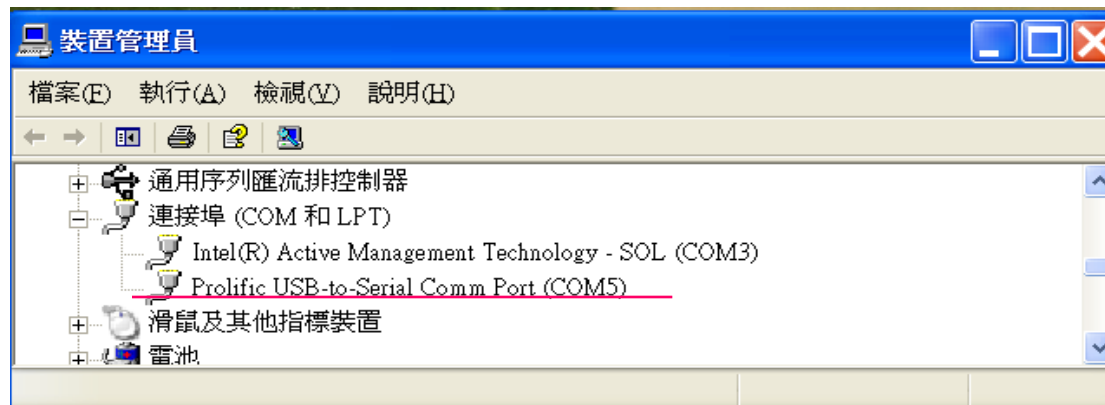 裝置管理員
檔案(F) 執行(A) 檢視(V) 說明(H)
通用序列匯流排控制器
連接埠 (COM 和 LPT)
Intel(R) Active Management Technology - SOL (COM3)
Prolific USB-to-Serial Comm Port (COM5)
滑鼠及其他指標裝置
電池